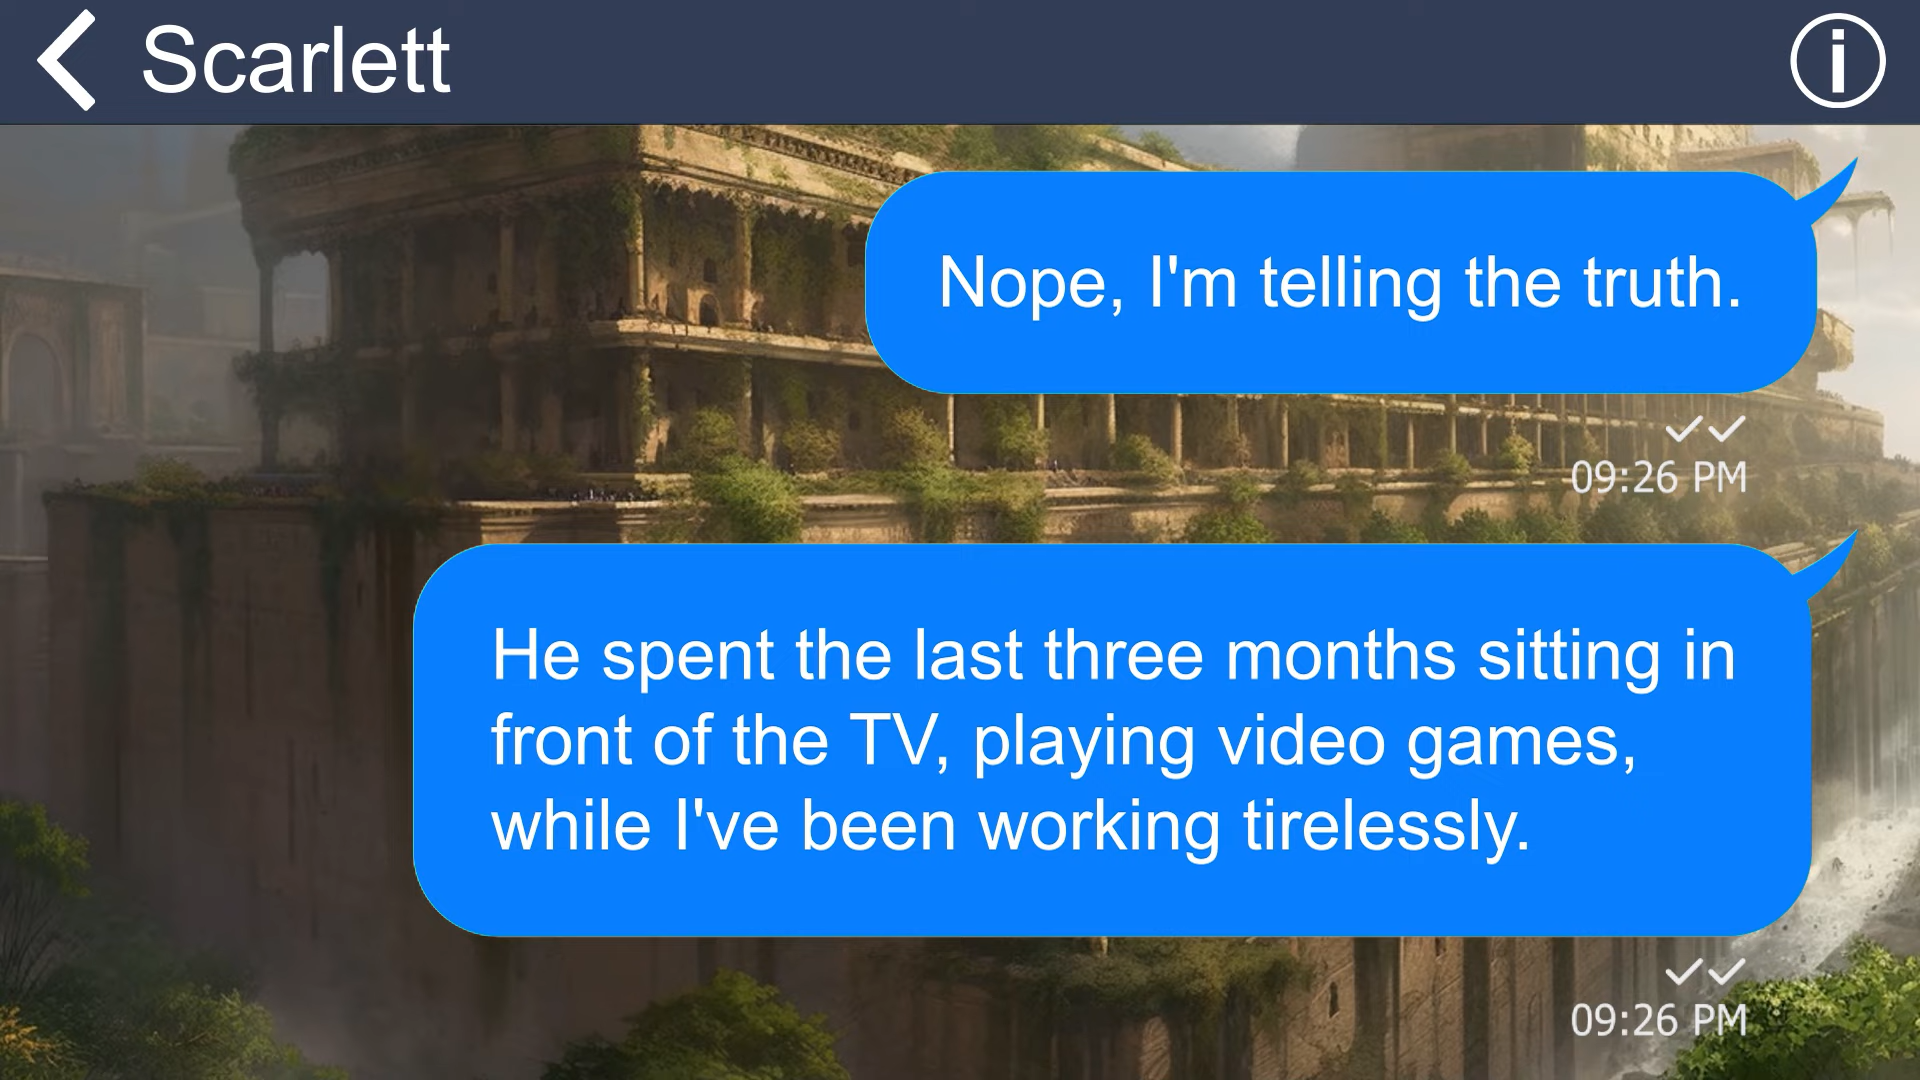 Scarlett
Nope, I'm telling the truth.
09:26 PM
He spent the last three months sitting in
front of the TV, playing video games,
while I've been working tirelessly.
09:26 PM